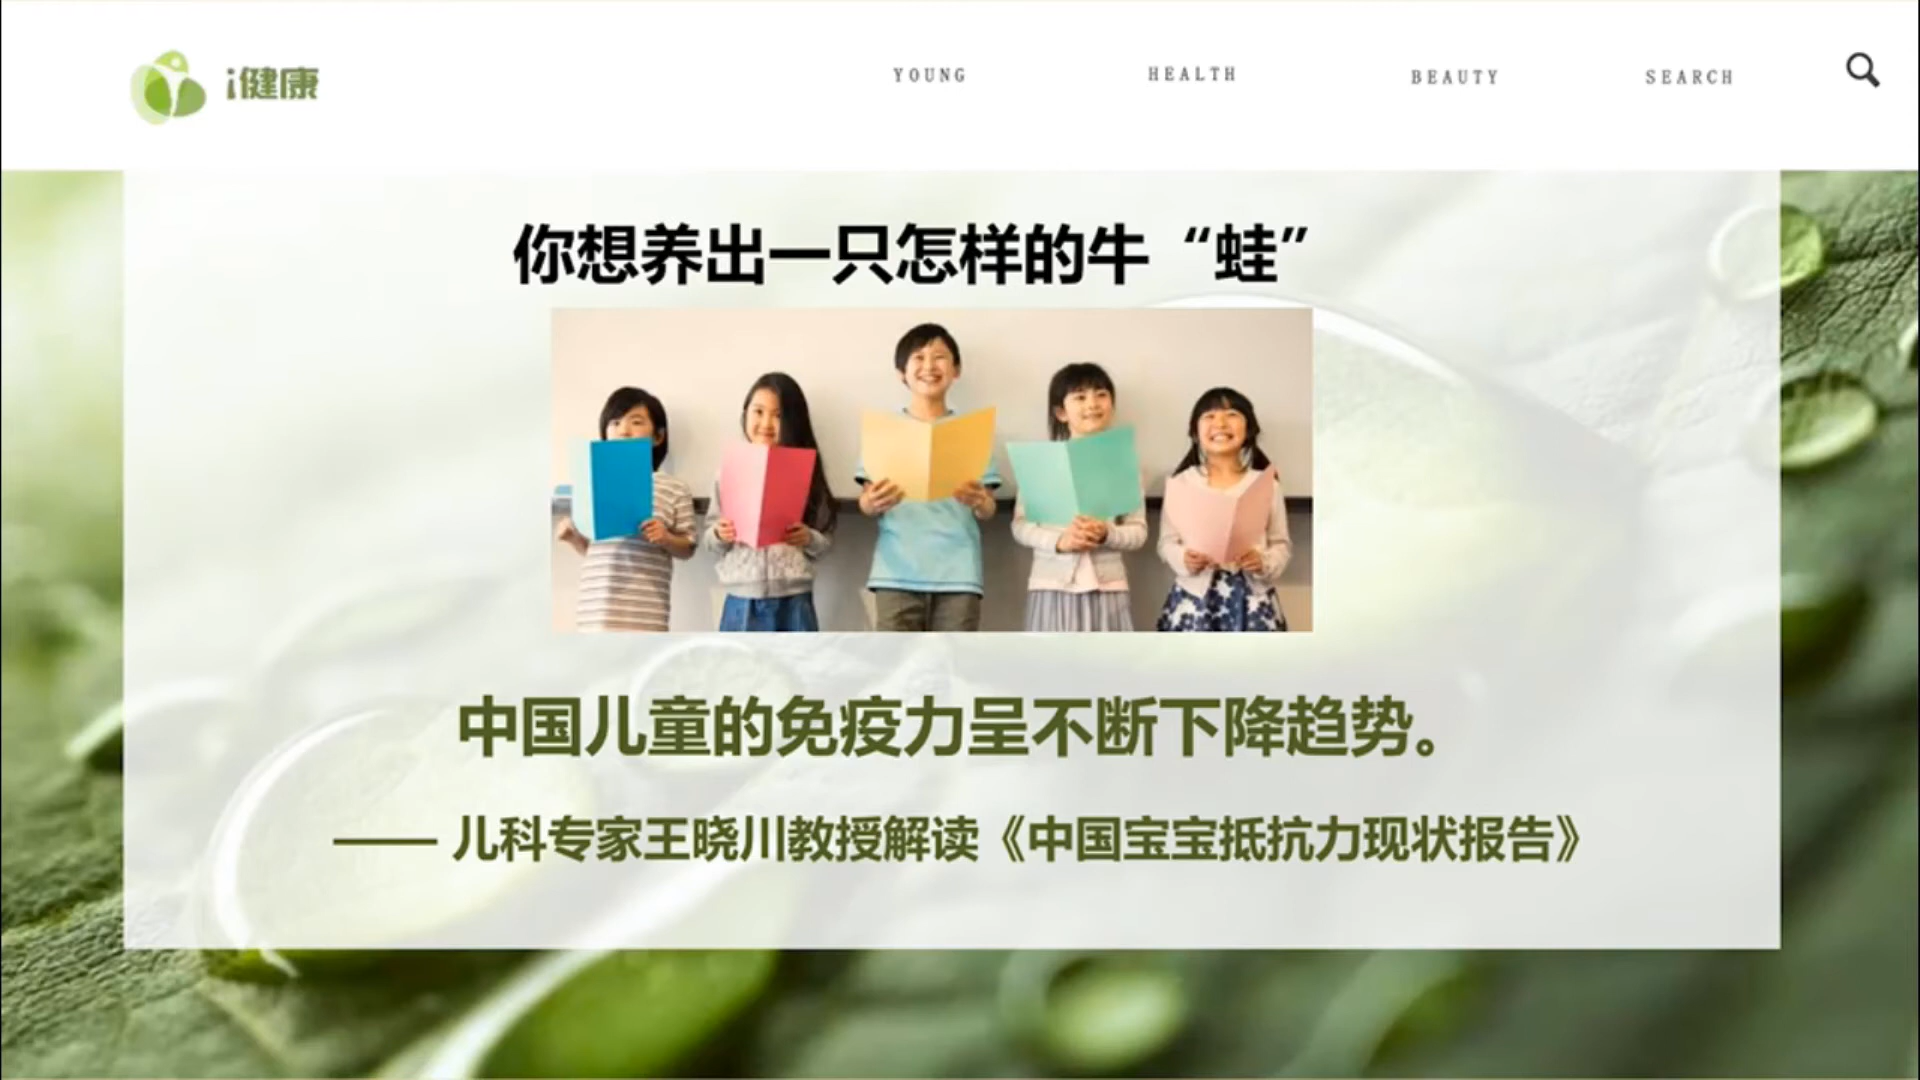 i健康
YOUNG
HEALTH
BEAUTY
SEARCH
你想养出一只怎样的牛“蛙”
中国儿童的免疫力呈不断下降趋势。
—— 儿科专家王晓川教授解读《中国宝宝抵抗力现状报告》